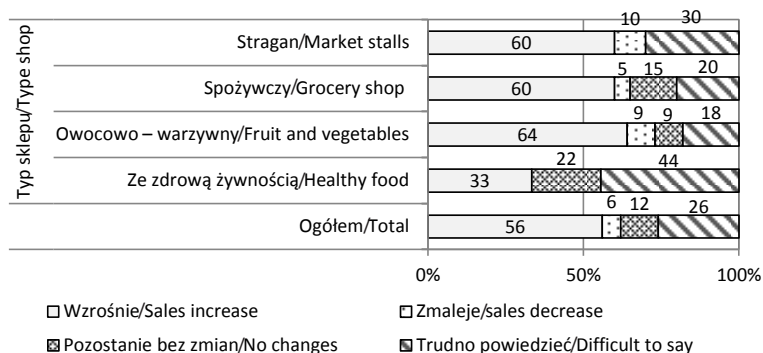 Typ sklepu/Type shop
Stragan/Market stalls
60
10
30
Spożywczy/Grocery shop
60
5
15
20
Owocowo – warzywny/Fruit and vegetables
64
9
9
18
Ze zdrową żywnością/Healthy food
33
22
44
Ogółem/Total
56
6
12
26
0%
50%
100%
Wzrośnie/Sales increase
Zmaleje/sales decrease
Pozostanie bez zmian/No changes
Trudno powiedzieć/Difficult to say